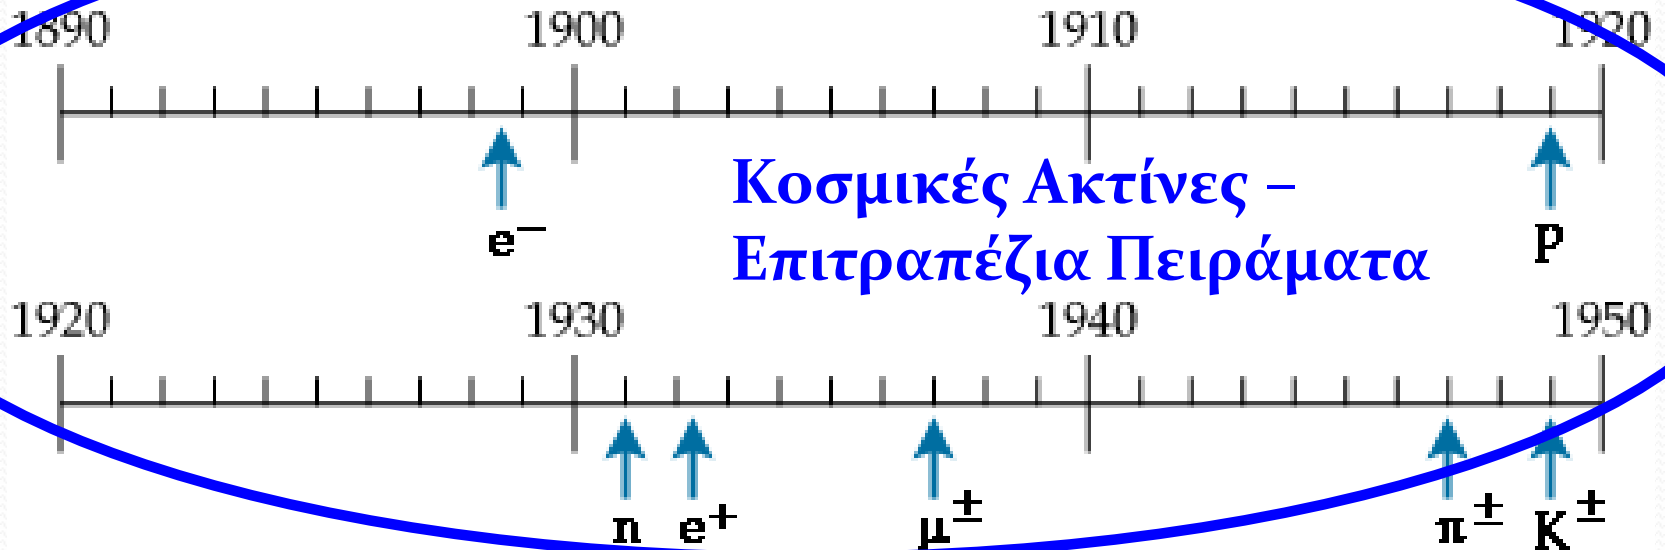 1890 1900 1910 1920
Κοσμικές Ακτίνες –
e⁻ p
Επιτραπέζια Πειράματα
1920 1930 1940 1950
n e⁺ μ± π± K±